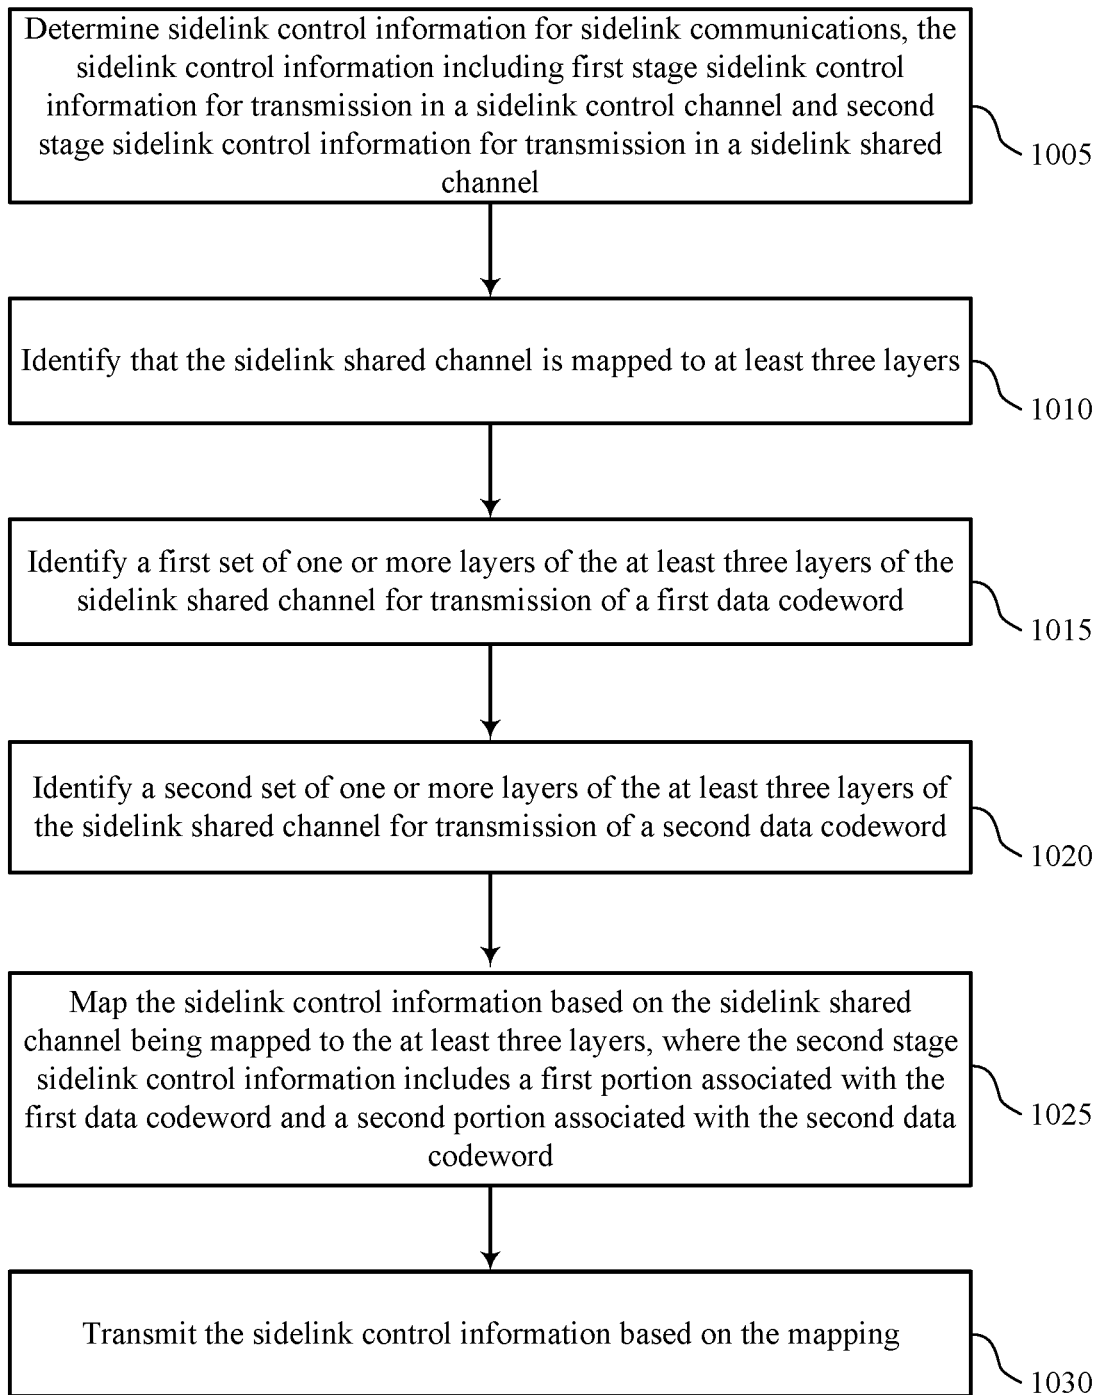 Determine sidelink control information for sidelink communications, the
sidelink control information including first stage sidelink control
information for transmission in a sidelink control channel and second
stage sidelink control information for transmission in a sidelink shared
channel
1005
Identify that the sidelink shared channel is mapped to at least three layers
1010
Identify a first set of one or more layers of the at least three layers of the
sidelink shared channel for transmission of a first data codeword
1015
Identify a second set of one or more layers of the at least three layers of
the sidelink shared channel for transmission of a second data codeword
1020
Map the sidelink control information based on the sidelink shared
channel being mapped to the at least three layers, where the second stage
sidelink control information includes a first portion associated with the
first data codeword and a second portion associated with the second data
codeword
1025
Transmit the sidelink control information based on the mapping
1030